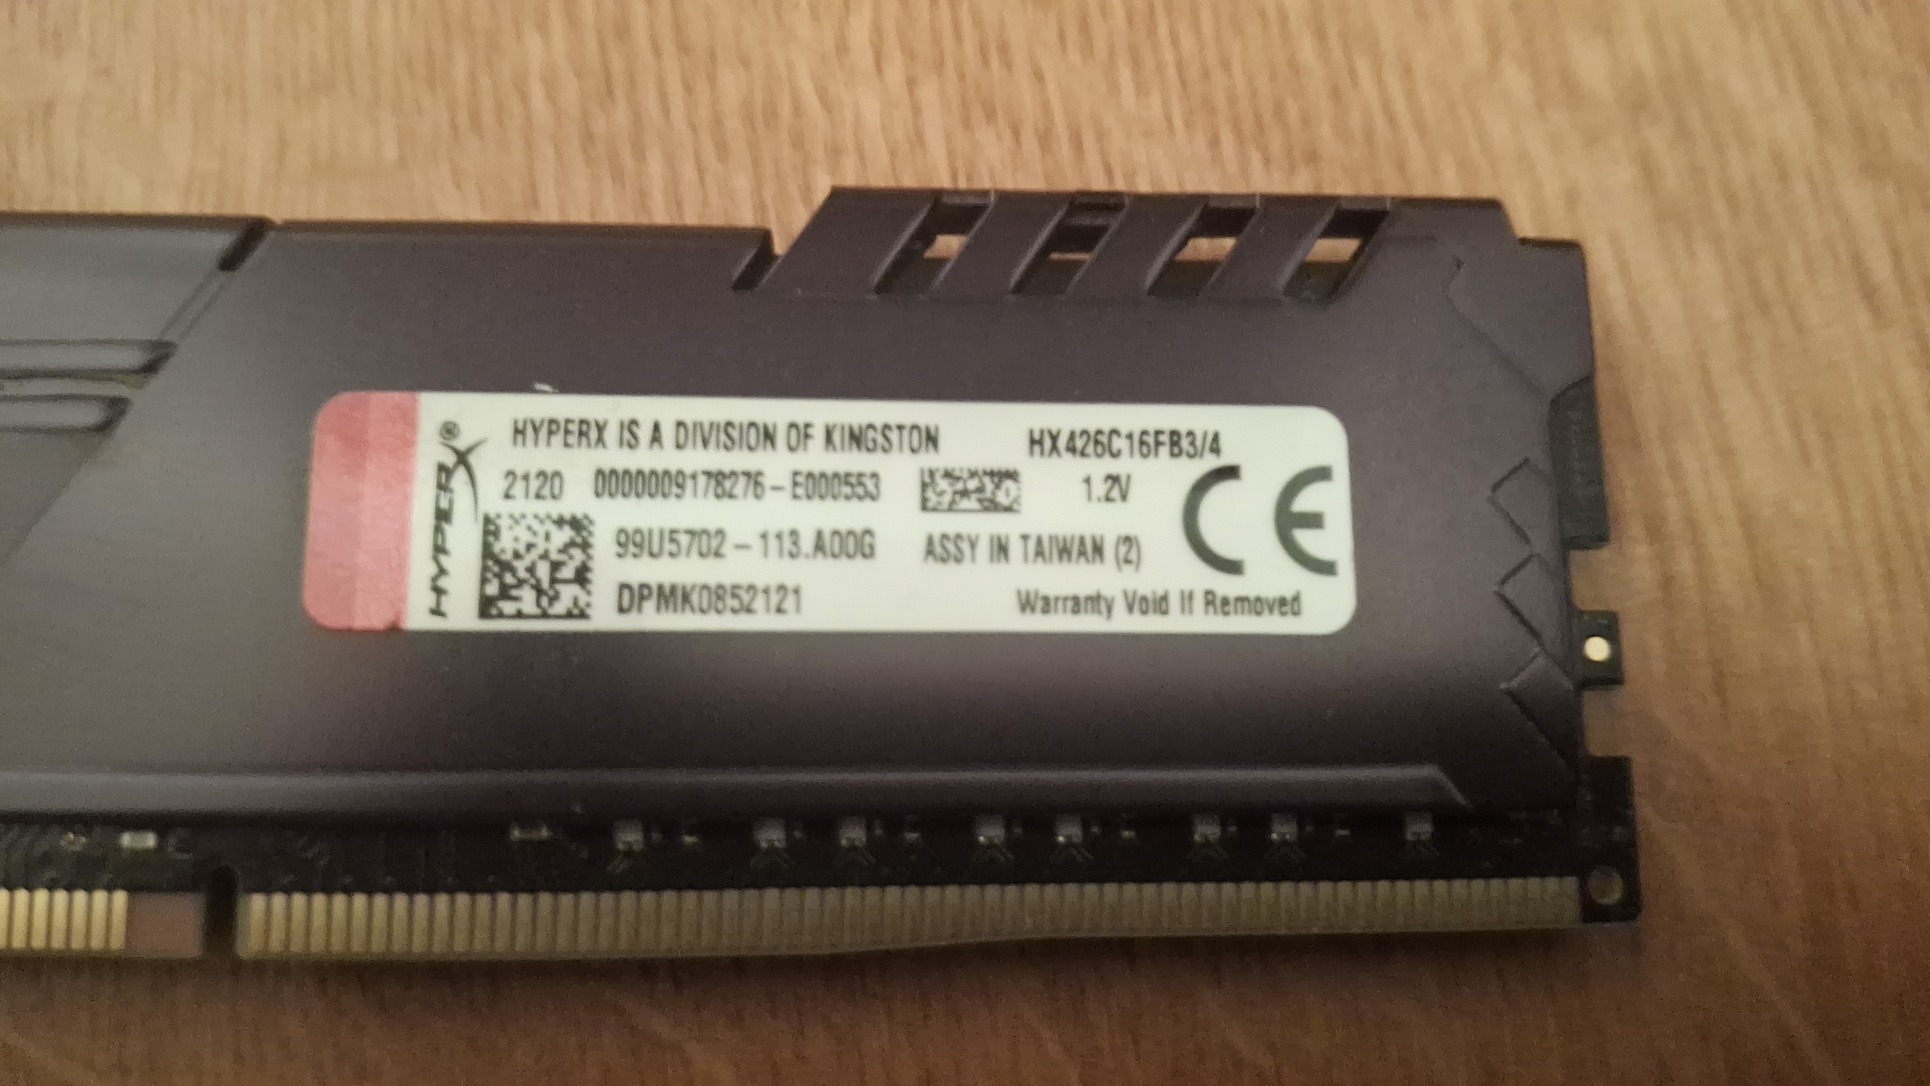 HYPERX®
HYPERX IS A DIVISION OF KINGSTON HX426C16FB3/4
2120 0000009178276-E000553 1.2V
CE
99U5702-113.A00G ASSY IN TAIWAN (2)
DPMK0852121 Warranty Void If Removed